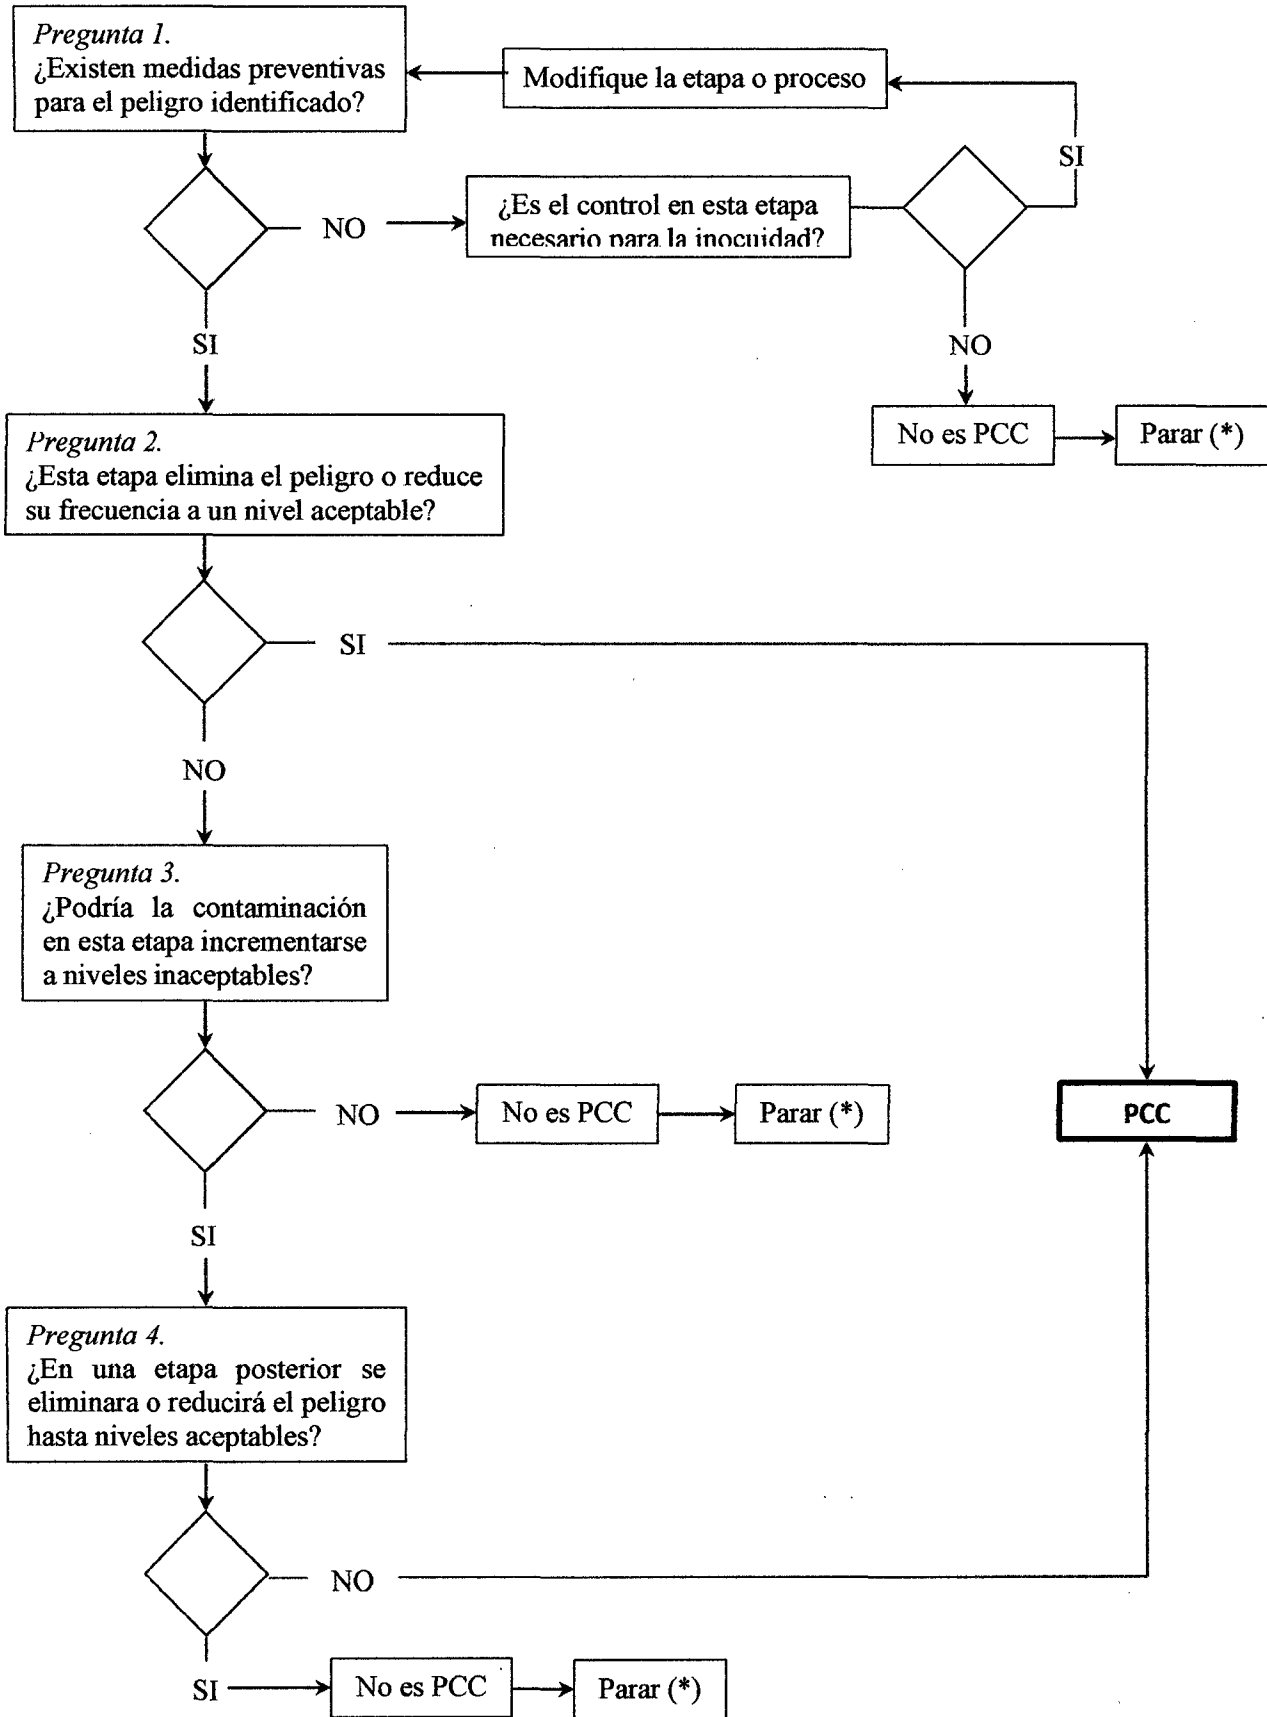 Pregunta 1.
¿Existen medidas preventivas
para el peligro identificado?
Modifique la etapa o proceso
SI
NO
¿Es el control en esta etapa
necesario para la inocuidad?
SI
NO
No es PCC
Parar (*)
Pregunta 2.
¿Esta etapa elimina el peligro o reduce
su frecuencia a un nivel aceptable?
SI
NO
Pregunta 3.
¿Podría la contaminación
en esta etapa incrementarse
a niveles inaceptables?
NO
No es PCC
Parar (*)
PCC
SI
Pregunta 4.
¿En una etapa posterior se
eliminara o reducirá el peligro
hasta niveles aceptables?
NO
SI
No es PCC
Parar (*)